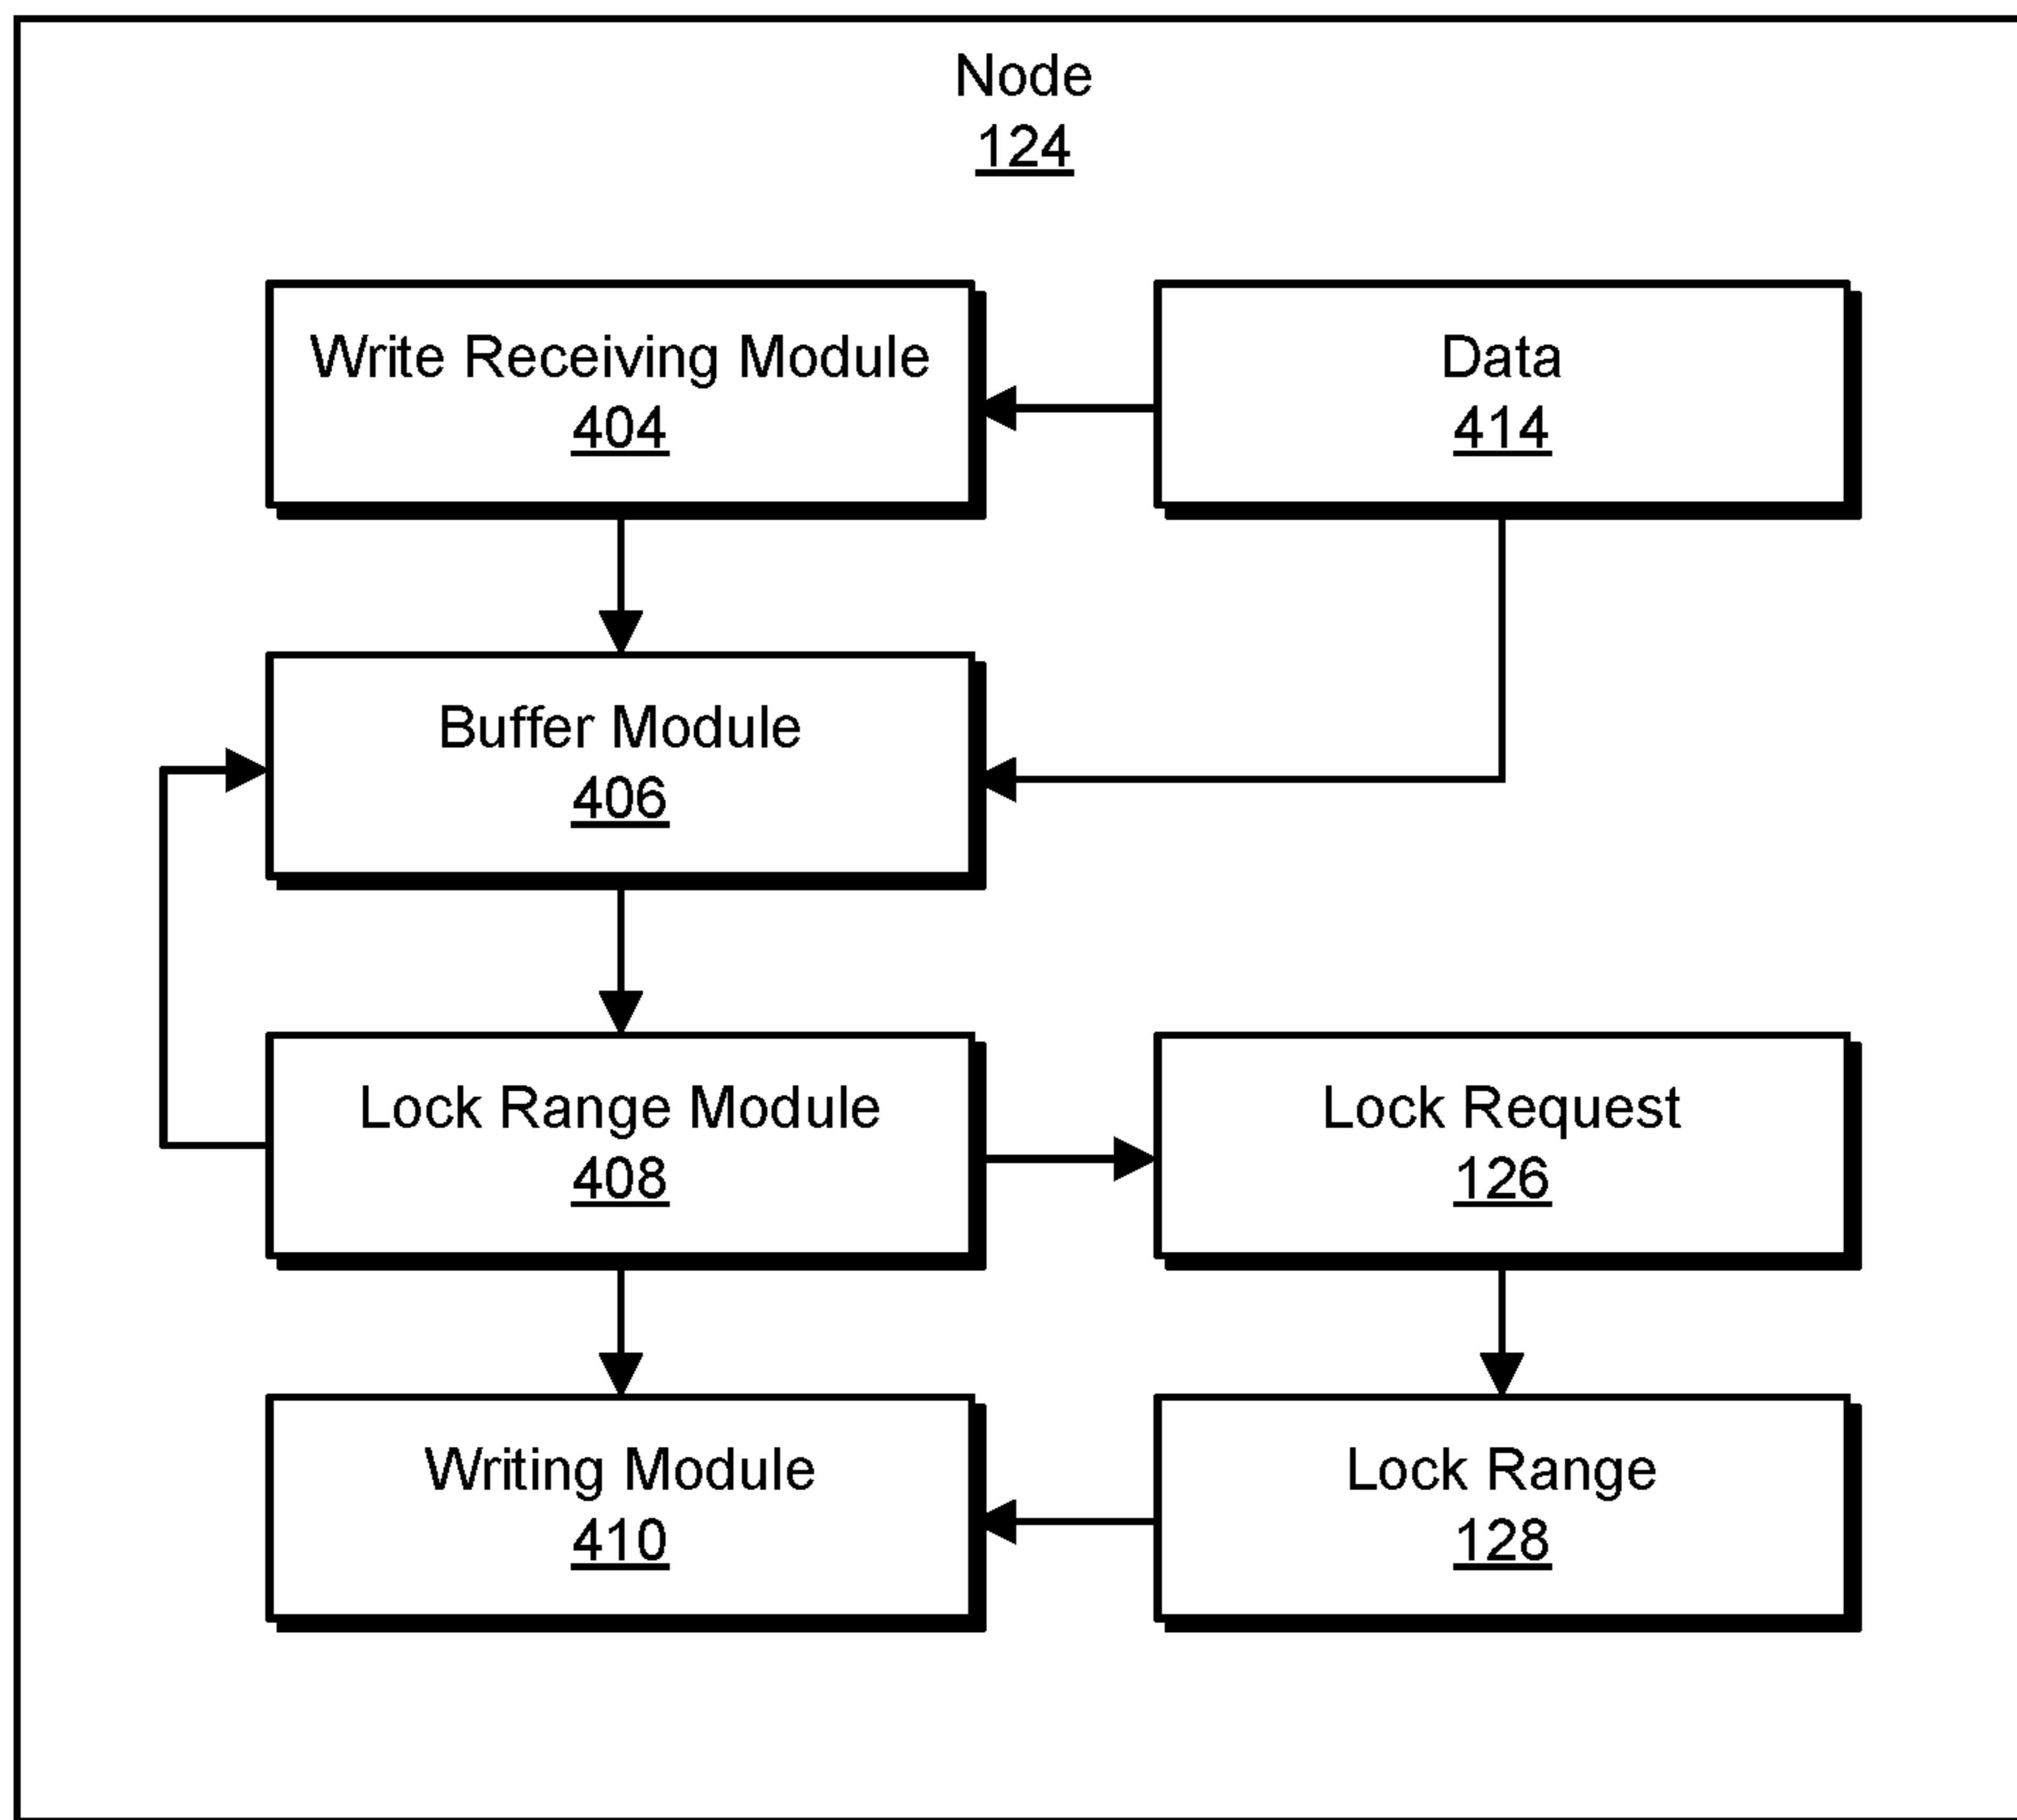 Node
124
Write Receiving Module
404
Data
414
Buffer Module
406
Lock Range Module
408
Lock Request
126
Writing Module
410
Lock Range
128